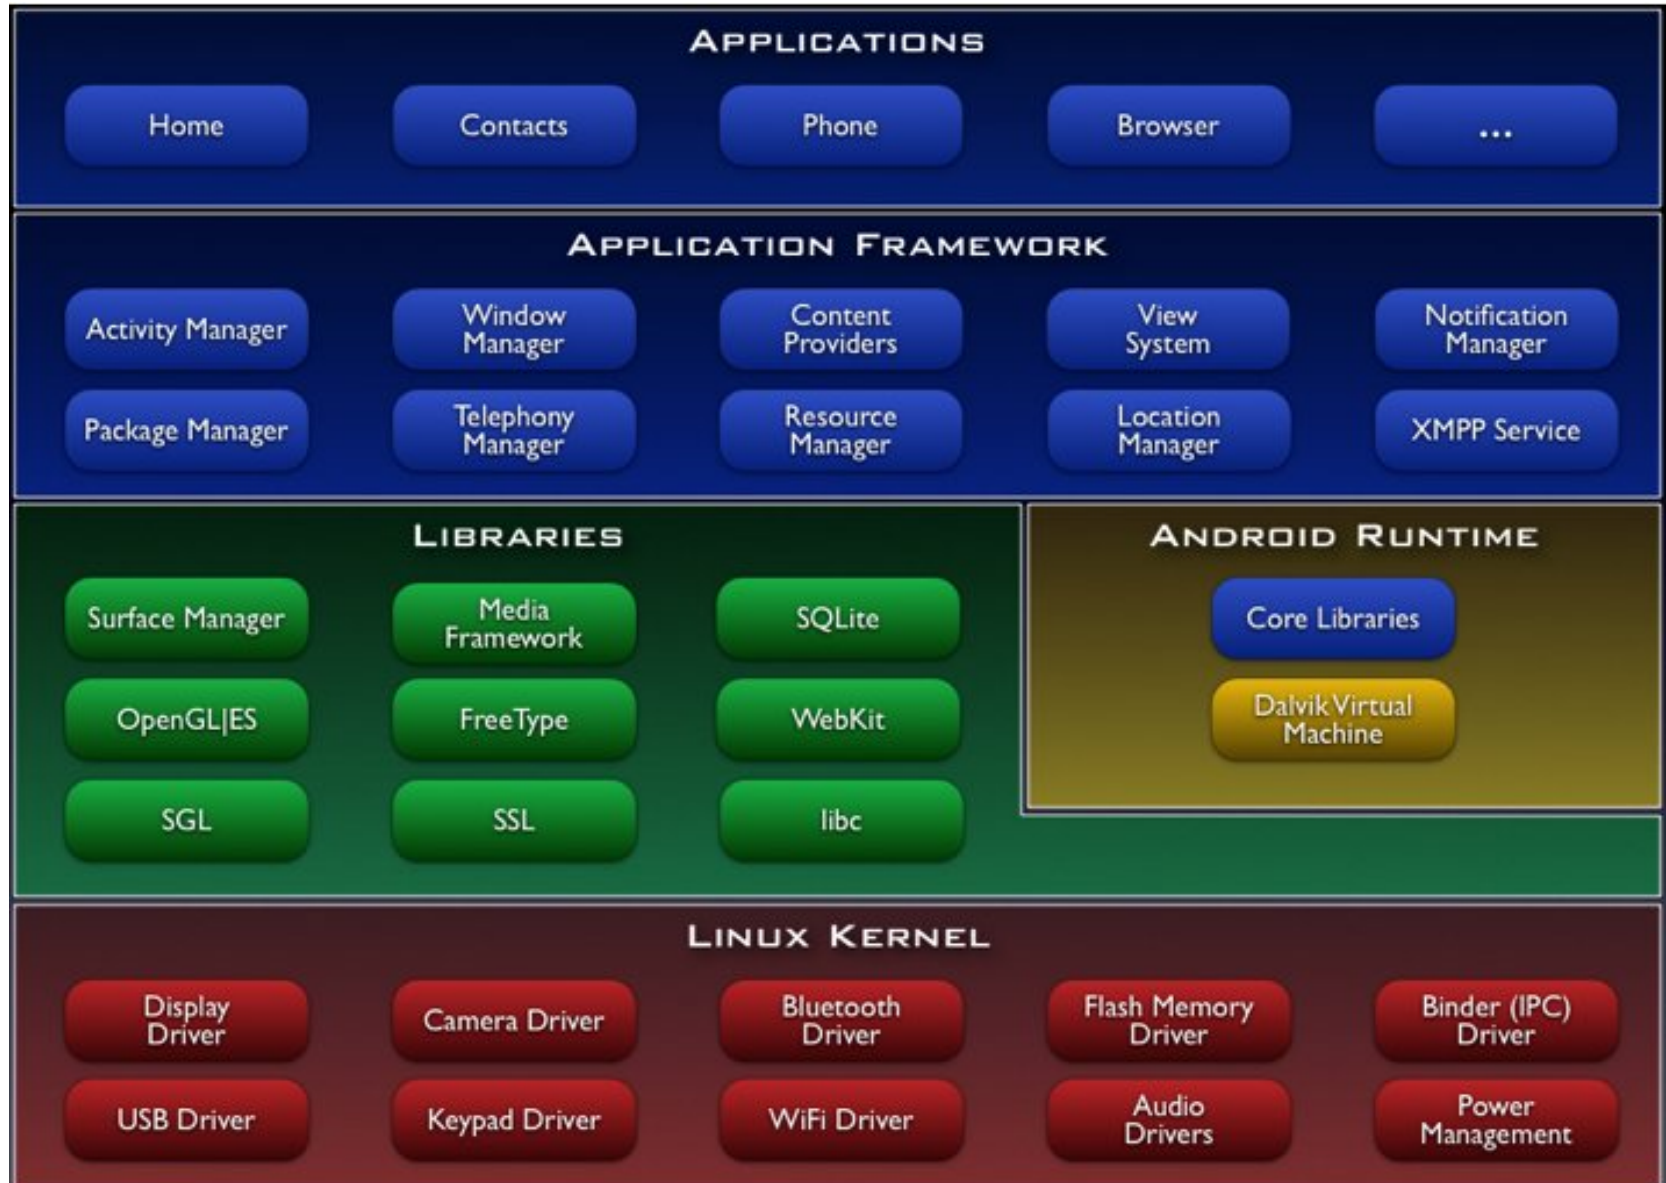 APPLICATIONS
Home
Contacts
Phone
Browser
...
APPLICATION FRAMEWORK
Activity Manager
Window
Manager
Content
Providers
View
System
Notification
Manager
Package Manager
Telephony
Manager
Resource
Manager
Location
Manager
XMPP Service
LIBRARIES
Surface Manager
Media
Framework
SQLite
OpenGL|ES
FreeType
WebKit
SGL
SSL
libc
ANDROID RUNTIME
Core Libraries
Dalvik Virtual
Machine
LINUX KERNEL
Display
Driver
Camera Driver
Bluetooth
Driver
Flash Memory
Driver
Binder (IPC)
Driver
USB Driver
Keypad Driver
WiFi Driver
Audio
Drivers
Power
Management